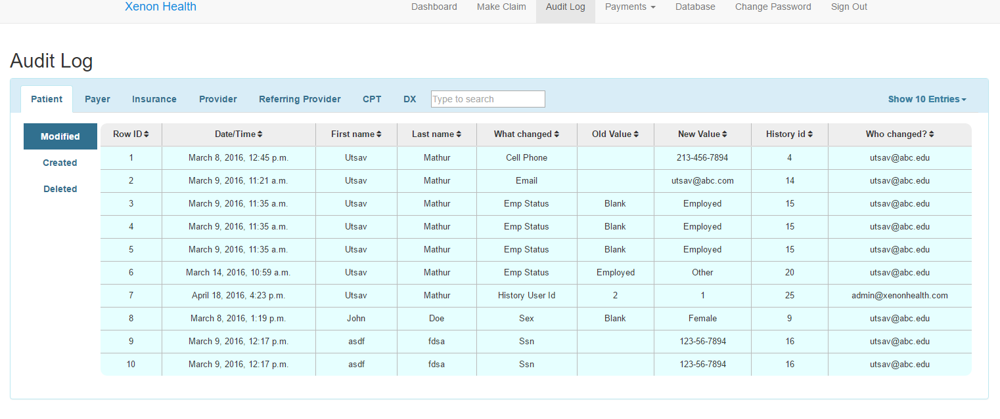 Xenon Health Dashboard Make Claim Audit Log Payments Database Change Password Sign Out
Audit Log
Patient Payer Insurance Provider Referring Provider CPT DX Type to search Show 10 Entries
Modified Row ID Date/Time First name Last name What changed Old Value New Value History id Who changed?
1 March 8, 2016, 12:45 p.m. Utsav Mathur Cell Phone 213-456-7894 4 utsav@abc.edu
Created
2 March 9, 2016, 11:21 a.m. Utsav Mathur Email utsav@abc.com 14 utsav@abc.edu
Deleted
3 March 9, 2016, 11:35 a.m. Utsav Mathur Emp Status Blank Employed 15 utsav@abc.edu
4 March 9, 2016, 11:35 a.m. Utsav Mathur Emp Status Blank Employed 15 utsav@abc.edu
5 March 9, 2016, 11:35 a.m. Utsav Mathur Emp Status Blank Employed 15 utsav@abc.edu
6 March 14, 2016, 10:59 a.m. Utsav Mathur Emp Status Employed Other 20 utsav@abc.edu
7 April 18, 2016, 4:23 p.m. Utsav Mathur History User Id 2 1 25 admin@xenonhealth.com
8 March 8, 2016, 1:19 p.m. John Doe Sex Blank Female 9 utsav@abc.edu
9 March 9, 2016, 12:17 p.m. asdf fdsa Ssn 123-56-7894 16 utsav@abc.edu
10 March 9, 2016, 12:17 p.m. asdf fdsa Ssn 123-56-7894 16 utsav@abc.edu